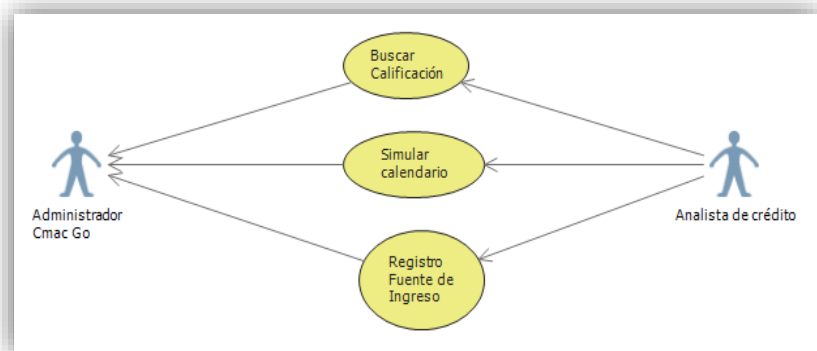 Buscar
Calificación
Simular
calendario
Administrador
Cmac Go
Analista de crédito
Registro
Fuente de
Ingreso